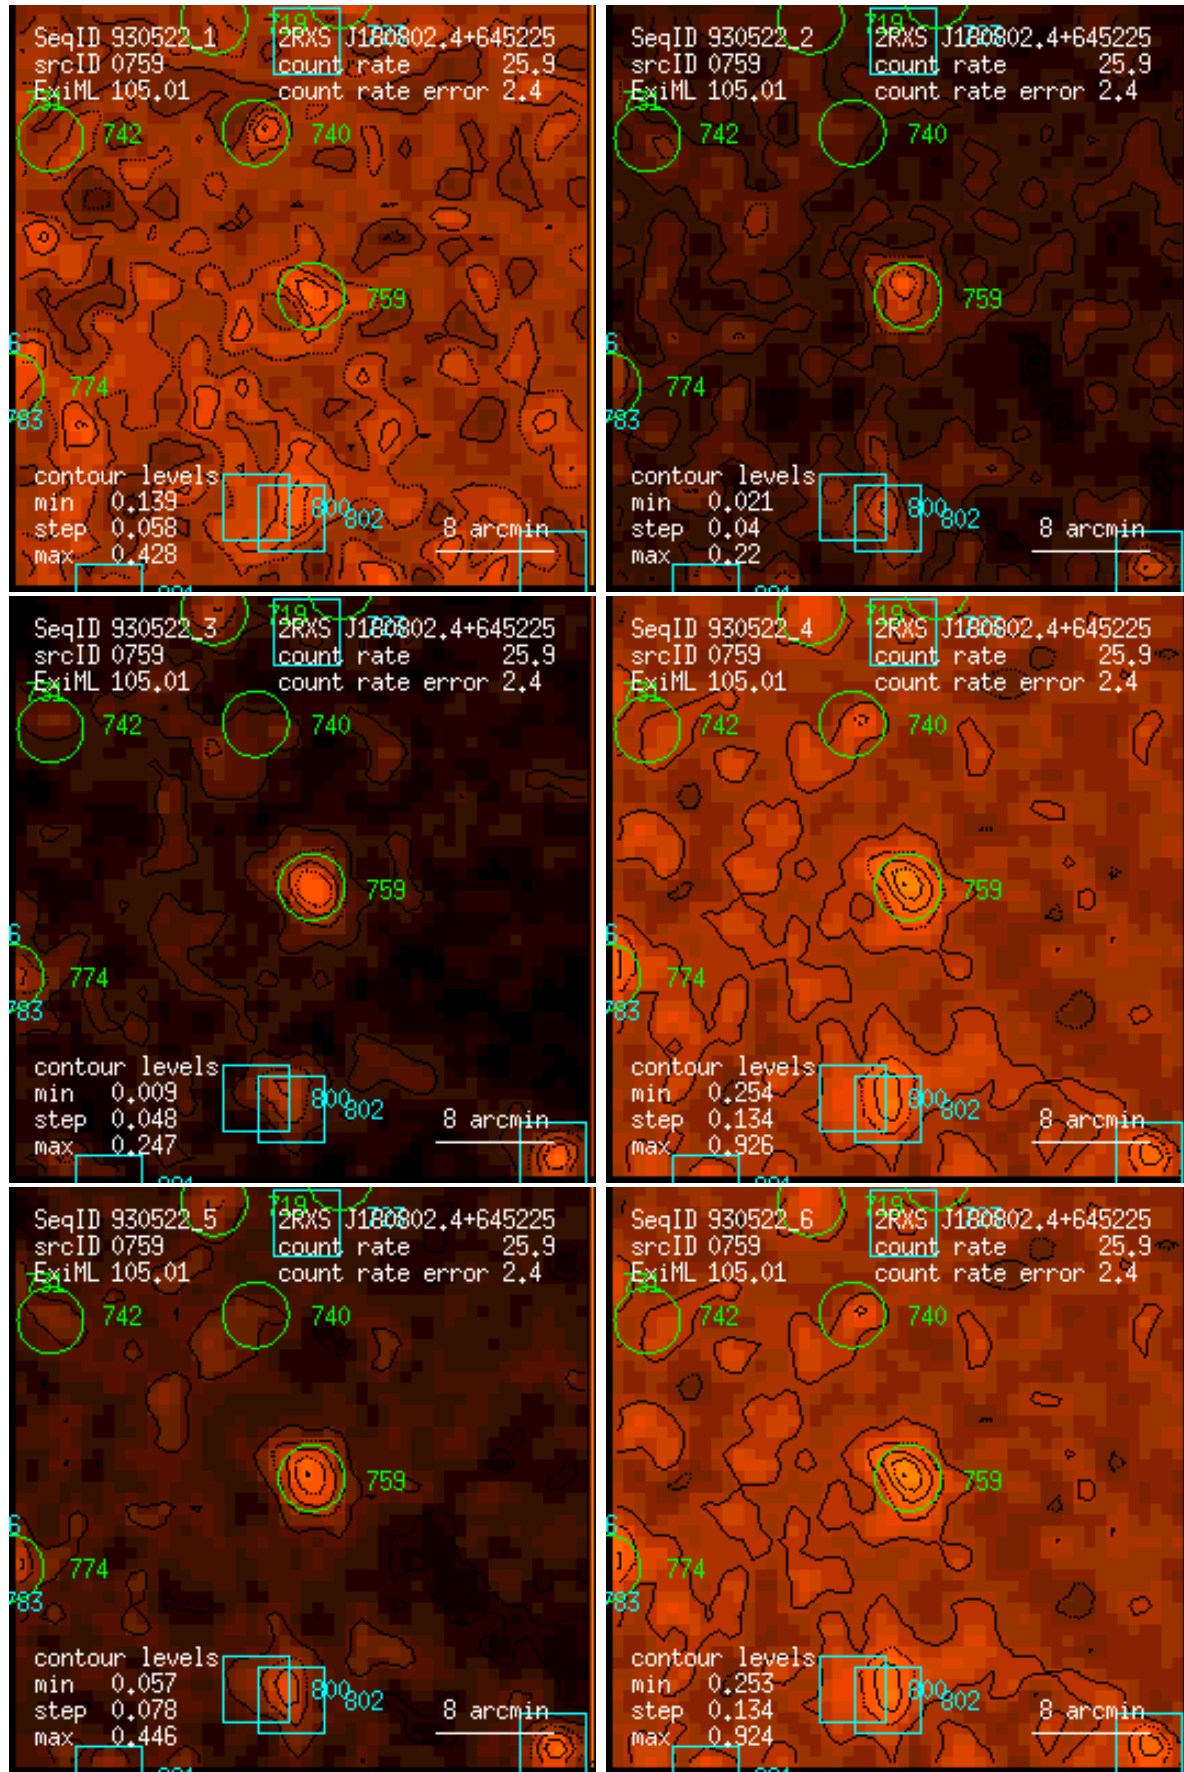 719
SeqID 930522_1 2RXS J180802.4+645225
srcID 0759 count rate 25.9
ExiML 105.01 count rate error 2.4
742 740
759
774
783
contour levels
min 0.139 800 802
step 0.058 8 arcmin
max 0.428
719
SeqID 930522_2 2RXS J180802.4+645225
srcID 0759 count rate 25.9
ExiML 105.01 count rate error 2.4
742 740
759
774
783
contour levels
min 0.021 800 802
step 0.04 8 arcmin
max 0.22
719
SeqID 930522_3 2RXS J180802.4+645225
srcID 0759 count rate 25.9
ExiML 105.01 count rate error 2.4
742 740
759
6
774
783
contour levels
min 0.009 800 802
step 0.048 8 arcmin
max 0.247
719
SeqID 930522_4 2RXS J180802.4+645225
srcID 0759 count rate 25.9
ExiML 105.01 count rate error 2.4
742 740
759
6
774
783
contour levels
min 0.254 800 802
step 0.134 8 arcmin
max 0.926
719
SeqID 930522_5 2RXS J180802.4+645225
srcID 0759 count rate 25.9
ExiML 105.01 count rate error 2.4
742 740
759
6
774
783
contour levels
min 0.057 800 802
step 0.078 8 arcmin
max 0.446
719
SeqID 930522_6 2RXS J180802.4+645225
srcID 0759 count rate 25.9
ExiML 105.01 count rate error 2.4
742 740
759
6
774
783
contour levels
min 0.253 800 802
step 0.134 8 arcmin
max 0.924